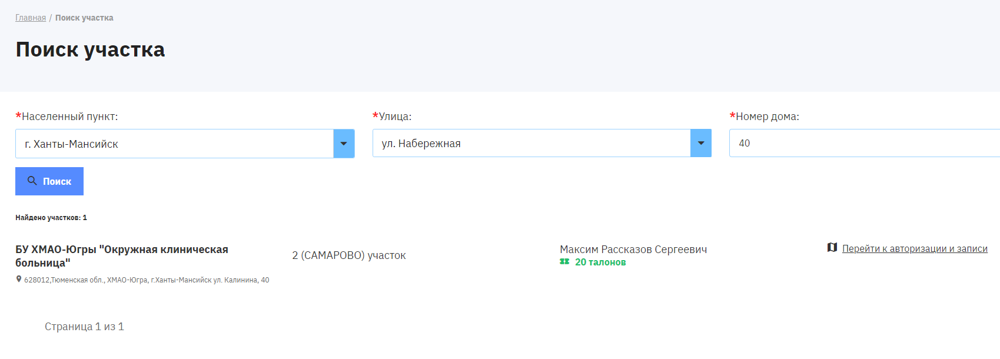 Главная / Поиск участка
Поиск участка
*Населенный пункт:
*Улица:
*Номер дома:
г. Ханты-Мансийск
ул. Набережная
40
Поиск
Найдено участков: 1
БУ ХМАО-Югры "Окружная клиническая
больница"
628012,Тюменская обл., ХМАО-Югра, г.Ханты-Мансийск ул. Калинина, 40
2 (САМАРОВО) участок
Максим Рассказов Сергеевич
20 талонов
Перейти к авторизации и записи
Страница 1 из 1